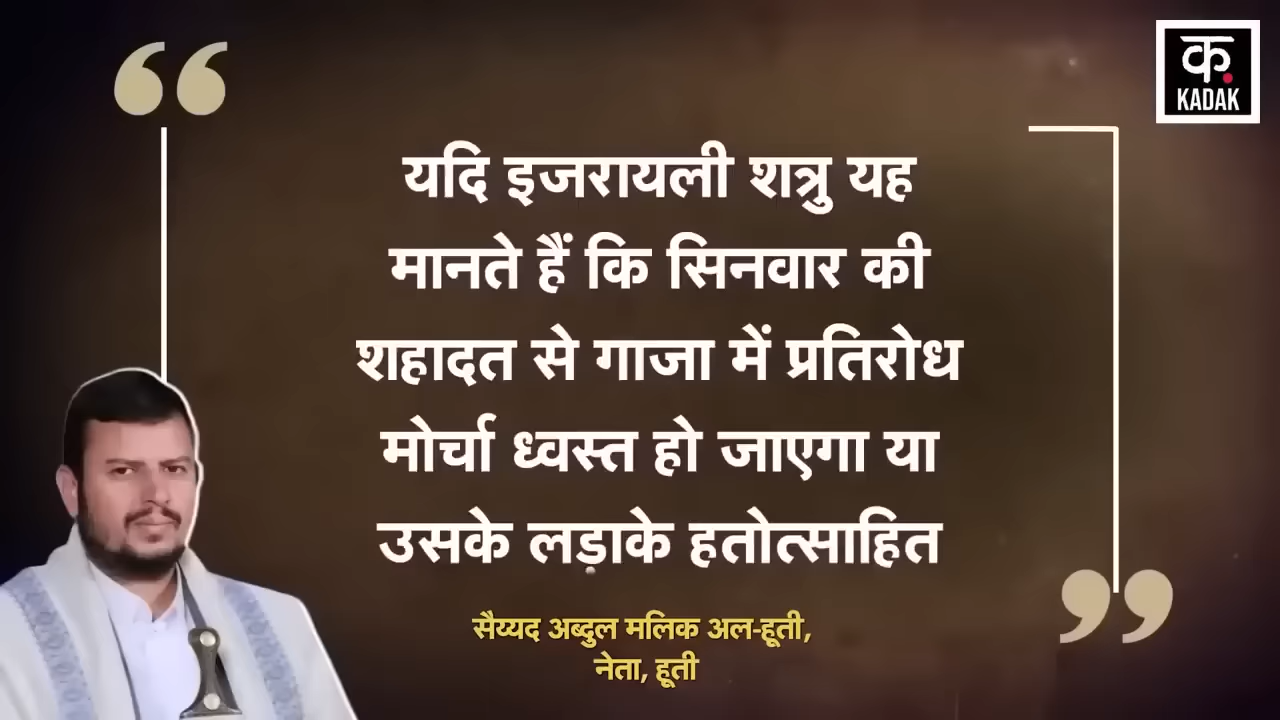 क
KADAK
यदि इजरायली शत्रु यह
मानते हैं कि सिनवार की
शहादत से गाजा में प्रतिरोध
मोर्चा ध्वस्त हो जाएगा या
उसके लड़ाके हतोत्साहित
सैय्यद अब्दुल मलिक अल-हूती,
नेता, हूती